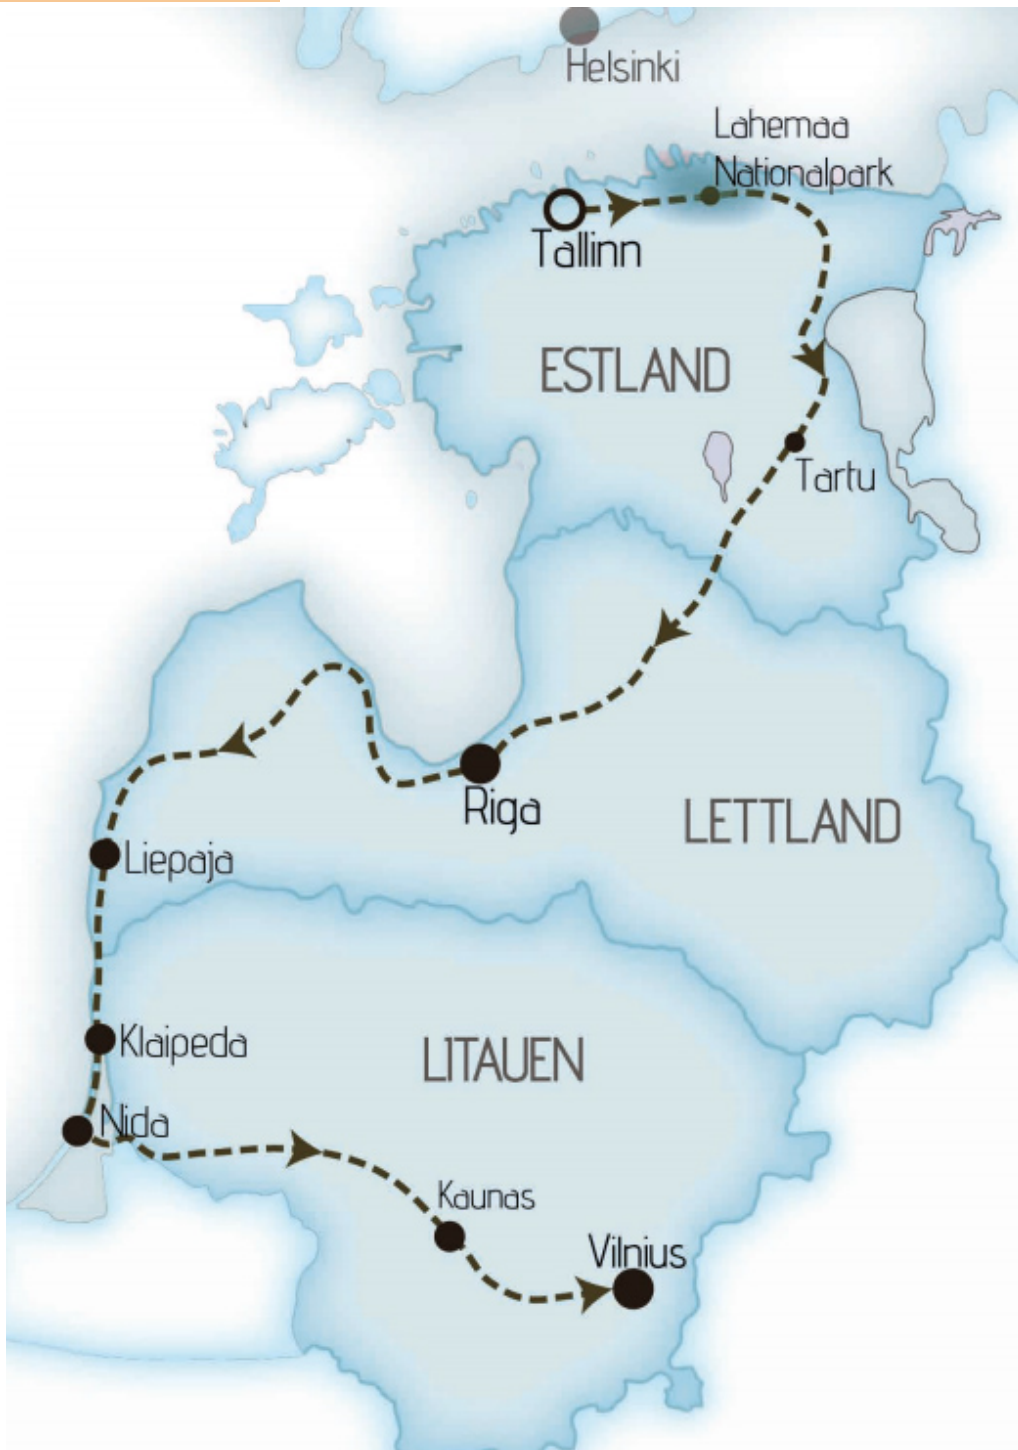 Helsinki
Lahemaa
Nationalpark
Tallinn
ESTLAND
Tartu
Riga
LETTLAND
Liepaja
Klaipeda
LITAUEN
Nida
Kaunas
Vilnius